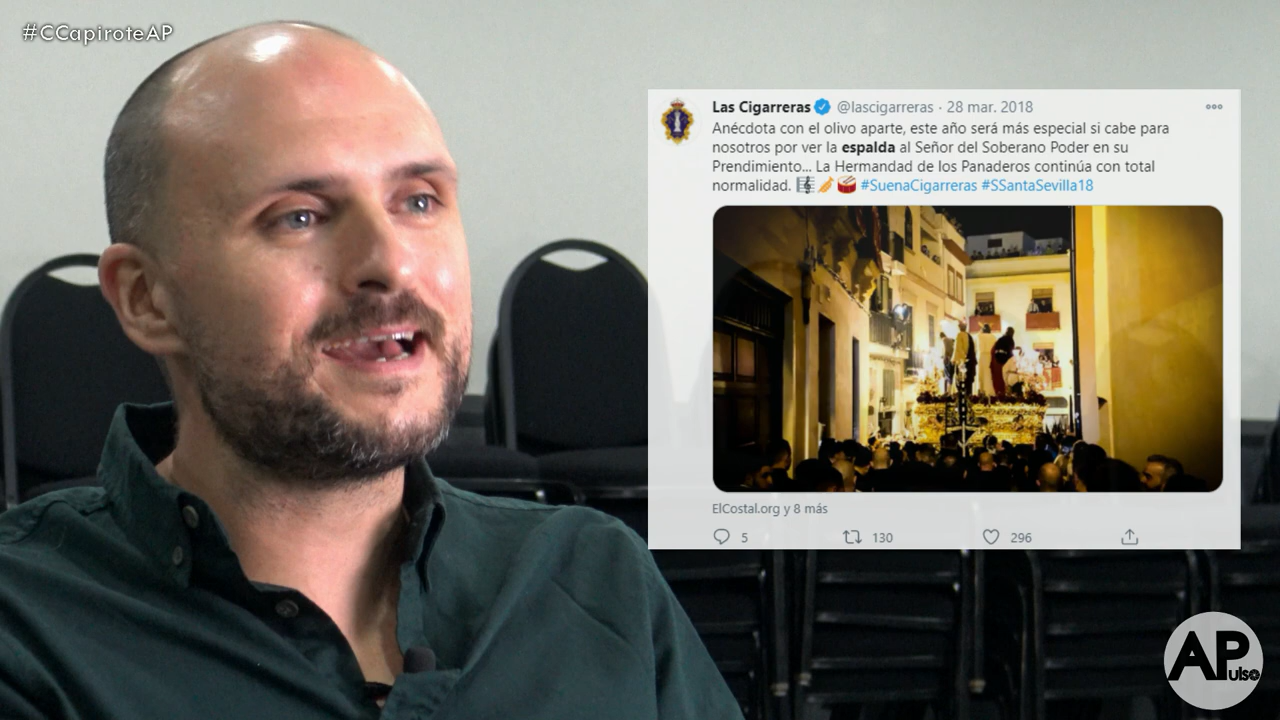 #CCapiroteAP
Las Cigarreras @lascigarreras · 28 mar. 2018
Anécdota con el olivo aparte, este año será más especial si cabe para
nosotros por ver la espalda al Señor del Soberano Poder en su
Prendimiento... La Hermandad de los Panaderos continúa con total
normalidad. 🎼🎺🥁 #SuenaCigarreras #SSantaSevilla18
ElCostal.org y 8 más
5 130 296
APulso